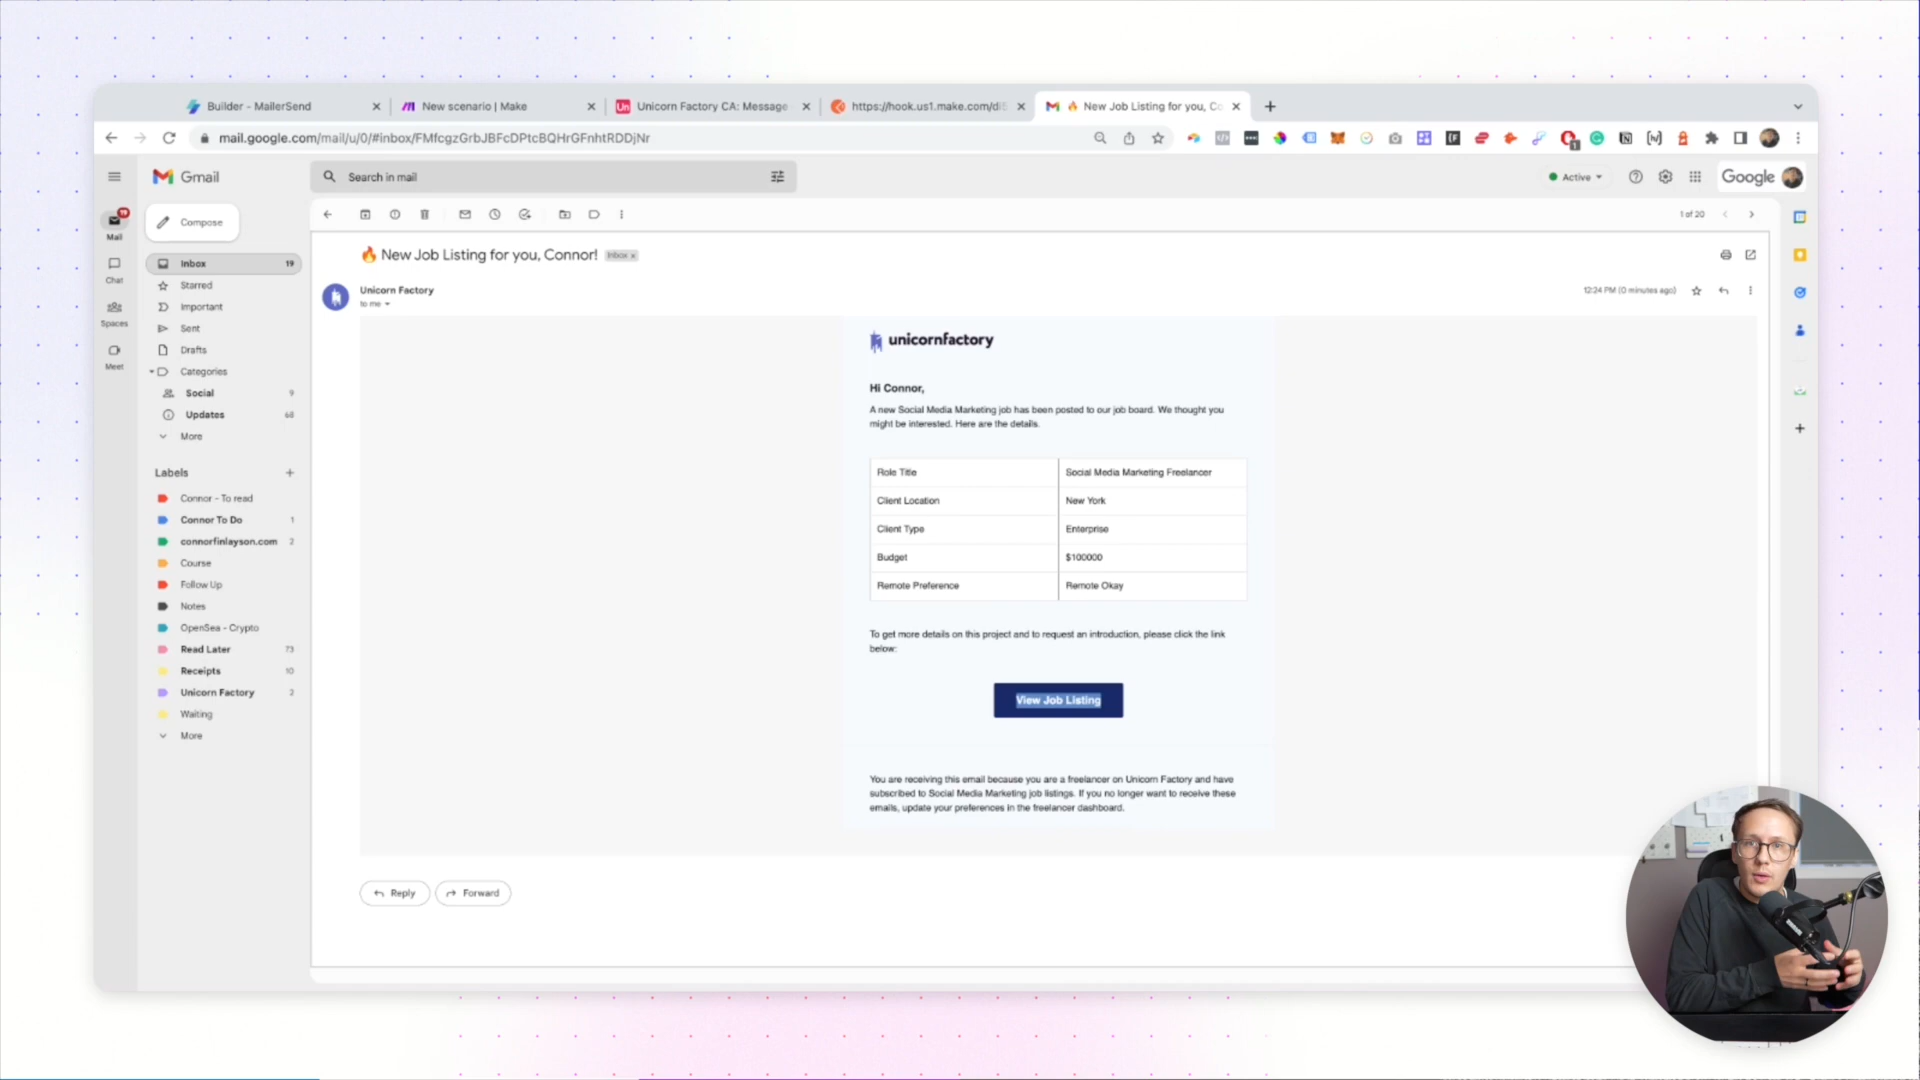 Builder - MailerSend
New scenario | Make
Unicorn Factory CA: Message
https://hook.us1.make.com/di5
🔥 New Job Listing for you, Co
mail.google.com/mail/u/0/#inbox/FMfcgzGrbJBFcDPtcBQHrGFnhtRDDjNr
Gmail
Search in mail
Active
Google
19
Mail
Chat
Spaces
Meet
Compose
1 of 20
Inbox 19
Starred
Important
Sent
Drafts
Categories
Social 9
Updates 68
More
Labels
Connor - To read
Connor To Do 1
connorfinlayson.com 2
Course
Follow Up
Notes
OpenSea - Crypto
Read Later 73
Receipts 10
Unicorn Factory 2
Waiting
More
🔥 New Job Listing for you, Connor! Inbox x
Unicorn Factory
to me
12:24 PM (0 minutes ago)
unicornfactory
Hi Connor,
A new Social Media Marketing job has been posted to our job board. We thought you
might be interested. Here are the details.
Role Title Social Media Marketing Freelancer
Client Location New York
Client Type Enterprise
Budget $100000
Remote Preference Remote Okay
To get more details on this project and to request an introduction, please click the link
below:
View Job Listing
You are receiving this email because you are a freelancer on Unicorn Factory and have
subscribed to Social Media Marketing job listings. If you no longer want to receive these
emails, update your preferences in the freelancer dashboard.
Reply
Forward